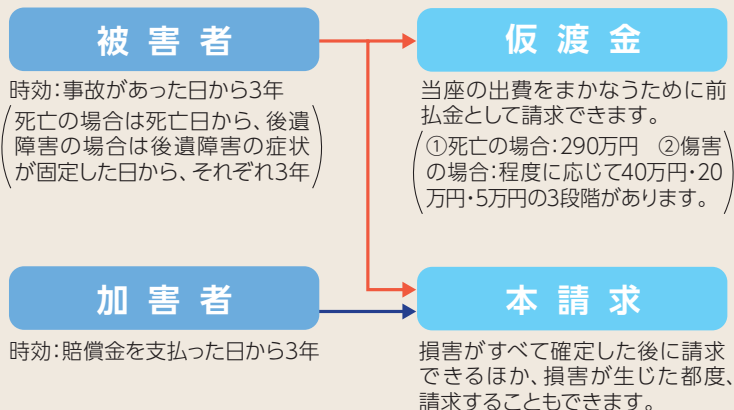 被害者
時効：事故があった日から3年
（死亡の場合は死亡日から、後遺
障害の場合は後遺障害の症状
が固定した日から、それぞれ3年）
仮渡金
当座の出費をまかなうために前
払金として請求できます。
（①死亡の場合：290万円　②傷害
の場合：程度に応じて40万円・20
万円・5万円の3段階があります。）
加害者
時効：賠償金を支払った日から3年
本請求
損害がすべて確定した後に請求
できるほか、損害が生じた都度、
請求することもできます。